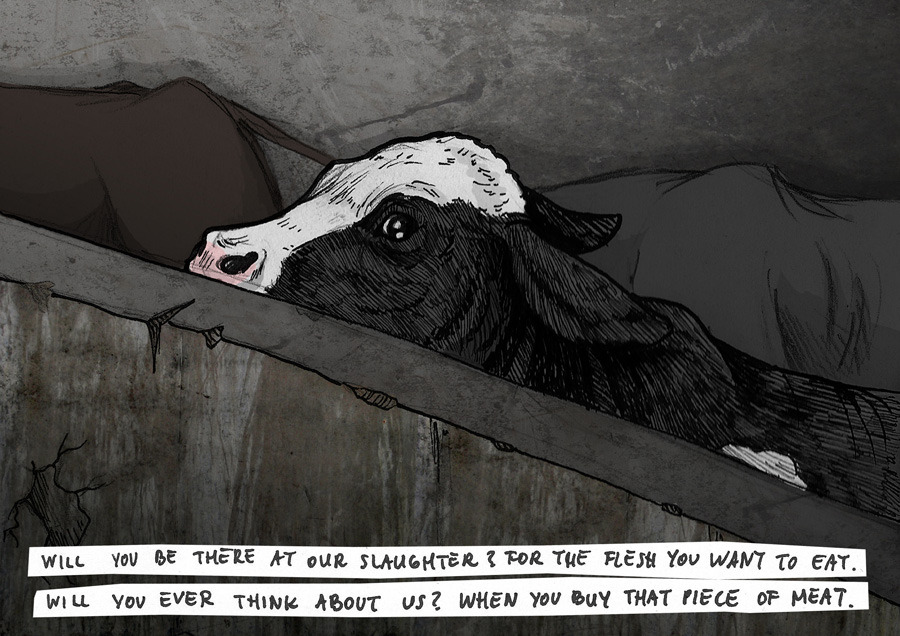 WILL YOU BE THERE AT OUR SLAUGHTER? FOR THE FLESH YOU WANT TO EAT.
WILL YOU EVER THINK ABOUT US? WHEN YOU BUY THAT PIECE OF MEAT.